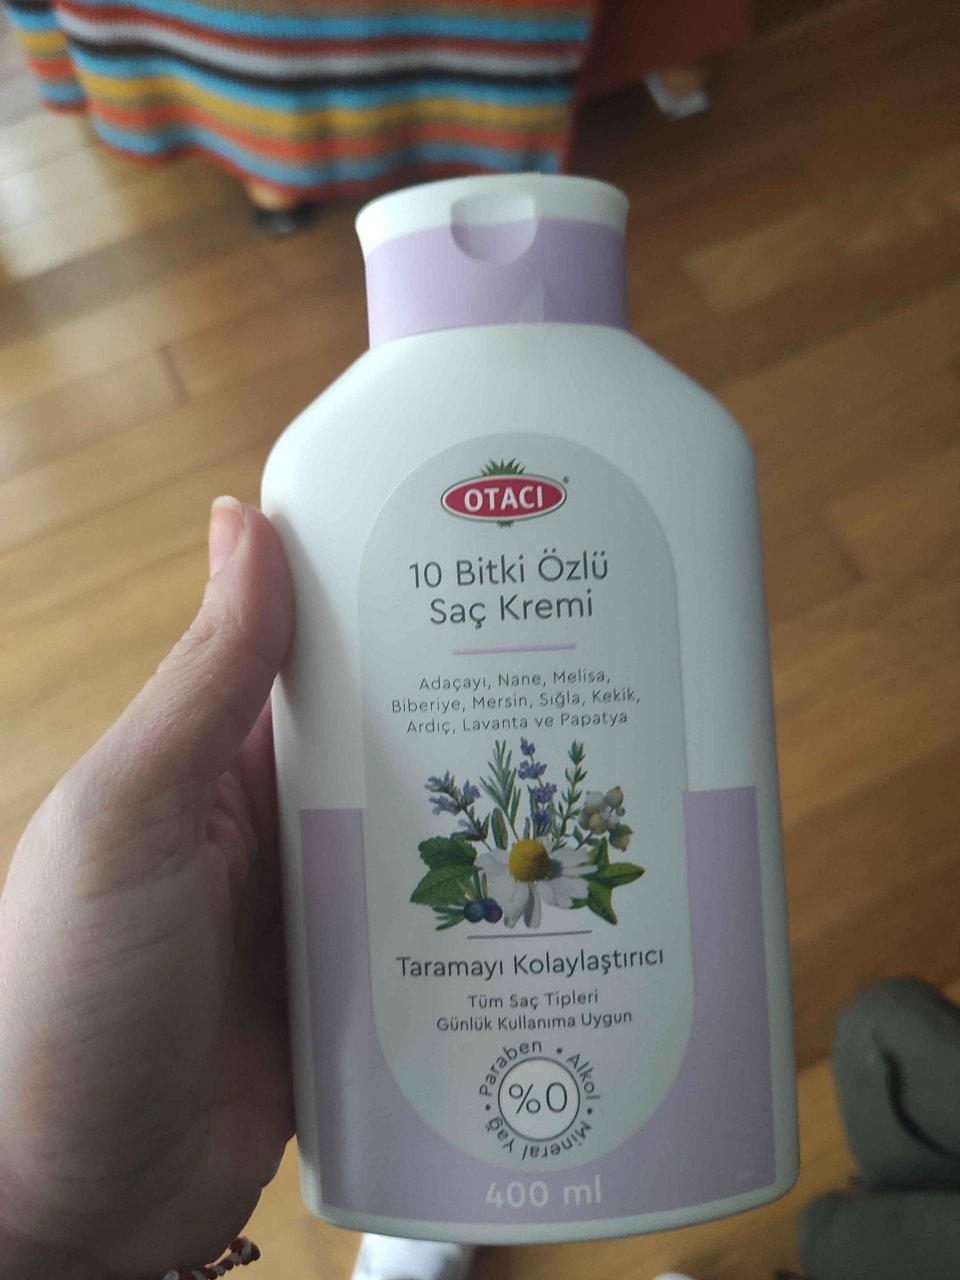 OTACI®
10 Bitki Özlü
Saç Kremi
Adaçayı, Nane, Melisa,
Biberiye, Mersin, Sığla, Kekik,
Ardıç, Lavanta ve Papatya
Taramayı Kolaylaştırıcı
Tüm Saç Tipleri
Günlük Kullanıma Uygun
Paraben • Alkol • Mineral Yağ •
%0
400 ml